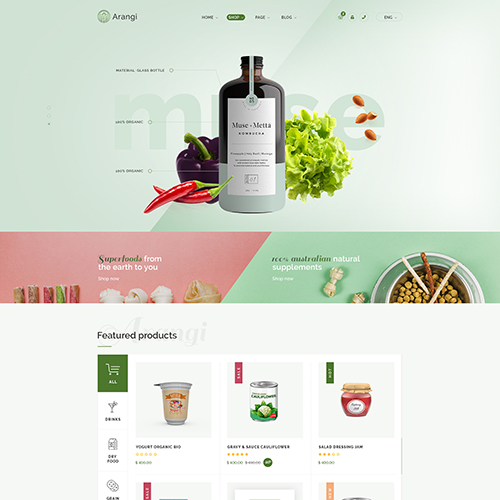 Arangi
HOME
SHOP
PAGE
BLOG
ENG
muse
MATERIAL GLASS BOTTLE
100% ORGANIC
100% ORGANIC
Muse + Metta
KOMBUCHA
Superfoods from
the earth to you
Shop now
100% australian natural
supplements
Shop now
Arangi
Featured products
ALL
DRINKS
DRY
FOOD
GRAIN
SALE
CAULIFLOWER
HOT
YOGURT ORGANIC BIO
$ 400.00
GRAVY & SAUCE CAULIFLOWER
$ 400.00
SALAD DRESSING JAM
$ 400.00
SALE
NEW